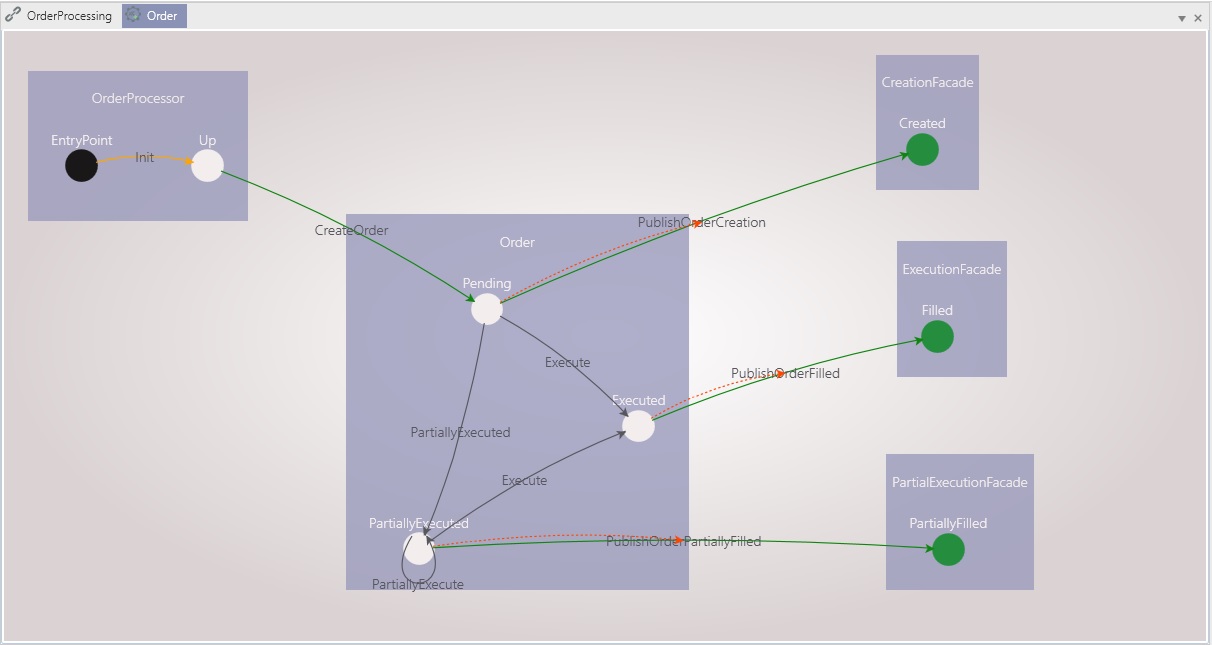 OrderProcessing
Order
OrderProcessor
EntryPoint
Up
Init
CreateOrder
Order
Pending
PublishOrderCreation
CreationFacade
Created
Execute
Executed
PublishOrderFilled
ExecutionFacade
Filled
PartiallyExecuted
Execute
PartiallyExecuted
PublishOrderPartiallyFilled
PartiallyExecute
PartialExecutionFacade
PartiallyFilled